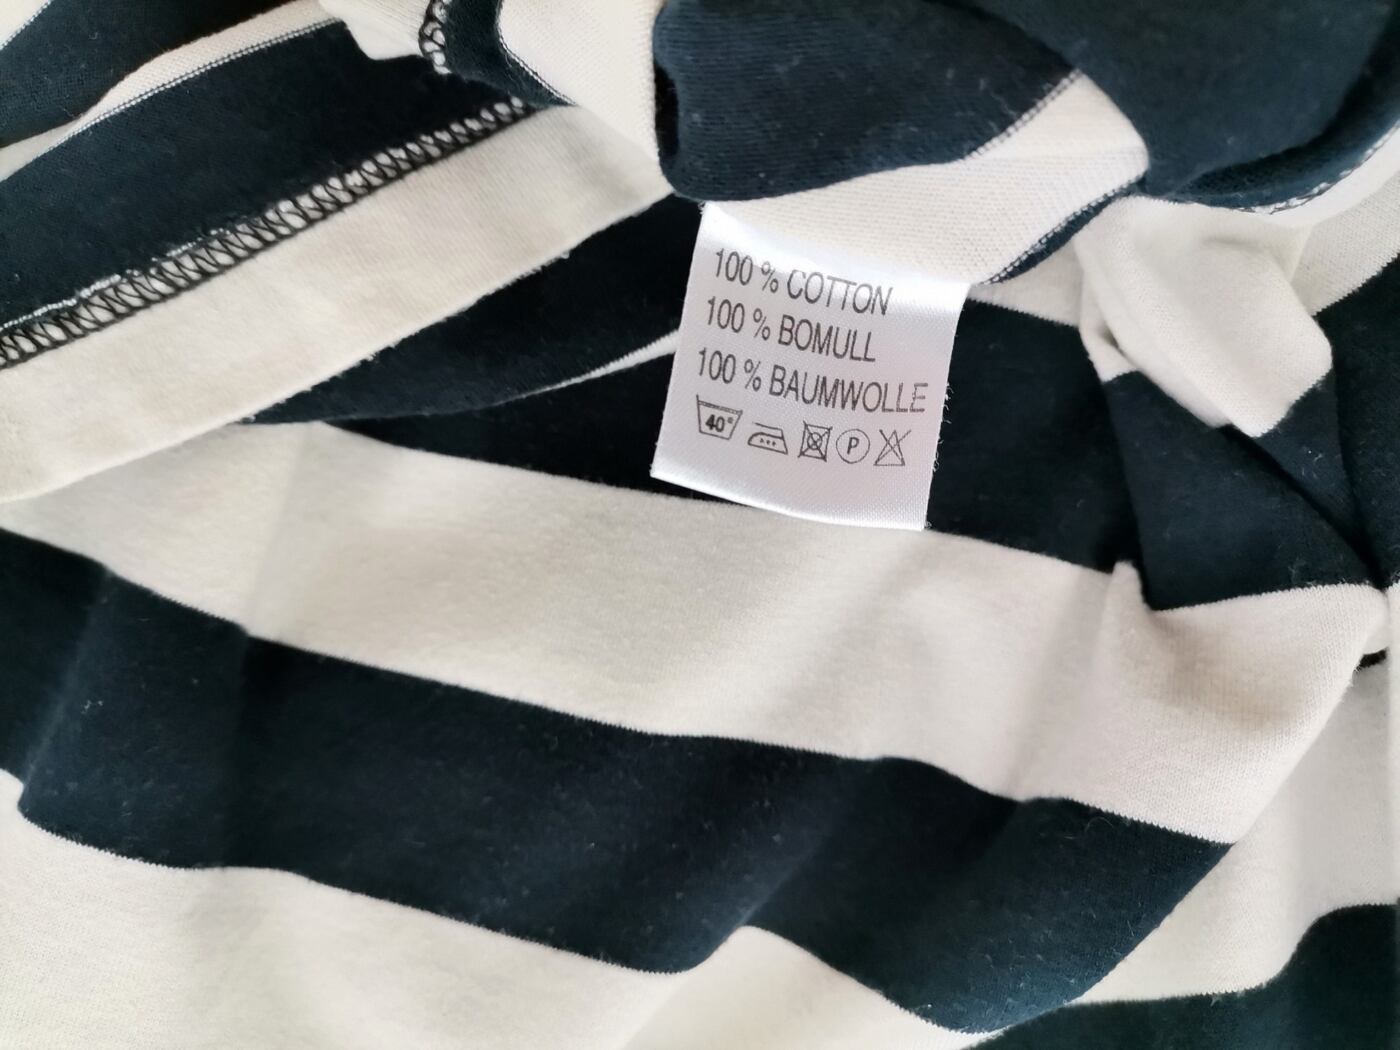 100 % COTTON
100 % BOMULL
100 % BAUMWOLLE
40° P